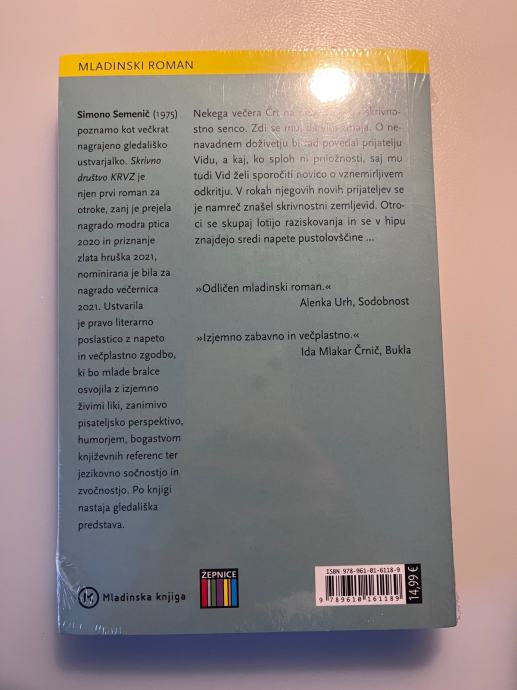 MLADINSKI ROMAN
Simono Semenič (1975)
poznamo kot večkrat
nagrajeno gledališko
ustvarjalko. Skrivno
društvo KRVZ je
njen prvi roman za
otroke, zanj je prejela
nagrado modra ptica
2020 in priznanje
zlata hruška 2021,
nominirana je bila za
nagrado večernica
2021. Ustvarila
je pravo literarno
poslastico z napeto
in večplastno zgodbo,
ki bo mlade bralce
osvojila z izjemno
živimi liki, zanimivo
pisateljsko perspektivo,
humorjem, bogastvom
književnih referenc ter
jezikovno sočnostjo in
zvočnostjo. Po knjigi
nastaja gledališka
predstava.
Nekega večera Črt na skrivno-
stno senco. Zdi se mu, da zmaja. O ne-
navadnem doživetju bi rad povedal prijatelju
Vidu, a kaj, ko sploh ni priložnosti, saj mu
tudi Vid želi sporočiti novico o vznemirljivem
odkritju. V rokah njegovih novih prijateljev se
je namreč znašel skrivnostni zemljevid. Otro-
ci se skupaj lotijo raziskovanja in se v hipu
znajdejo sredi napete pustolovščine ...
»Odličen mladinski roman.«
Alenka Urh, Sodobnost
»Izjemno zabavno in večplastno.«
Ida Mlakar Črnič, Bukla
Mladinska knjiga
ŽEPNICE
ISBN 978-961-01-6118-9
9 789610 161189
14,99 €